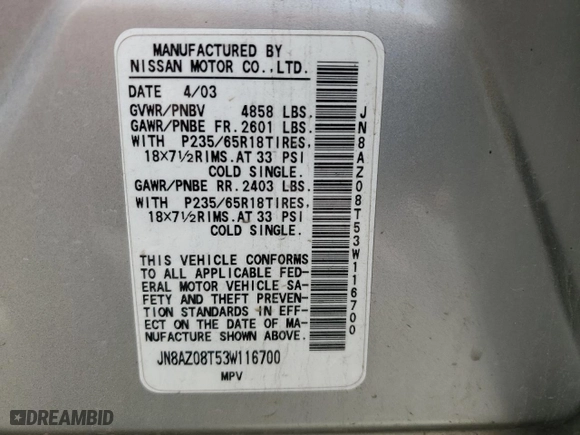 MANUFACTURED BY
NISSAN MOTOR CO.,LTD.
DATE 4/03
GVWR/PNBV 4858 LBS.
GAWR/PNBE FR.2601 LBS.
WITH P235/65R18TIRES,
18X7½RIMS.AT 33 PSI
COLD SINGLE.
GAWR/PNBE RR.2403 LBS.
WITH P235/65R18TIRES,
18X7½RIMS.AT 33 PSI
COLD SINGLE.
THIS VEHICLE CONFORMS
TO ALL APPLICABLE FED-
ERAL MOTOR VEHICLE SA-
FETY AND THEFT PREVEN-
TION STANDARDS IN EFF-
ECT ON THE DATE OF MA-
NUFACTURE SHOWN ABOVE.
JN8AZ08T53W116700
MPV
JN8AZ08T53W116700
DREAMBID